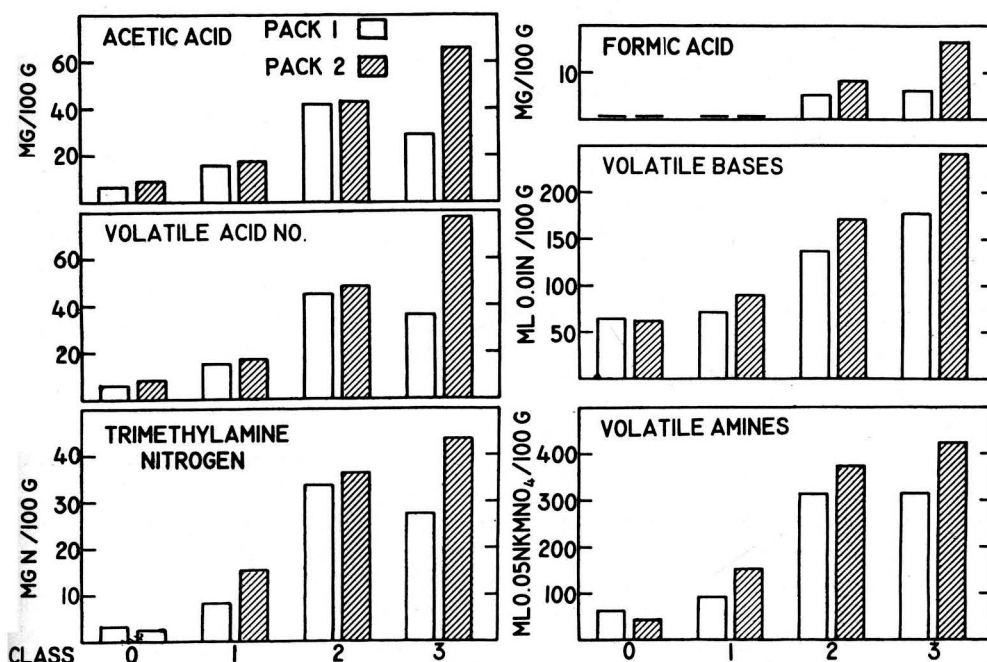 ACETIC ACID
PACK 1
PACK 2
MG/100 G
60
40
20
VOLATILE ACID NO.
60
40
20
TRIMETHYLAMINE
NITROGEN
MG N/100 G
40
30
20
10
CLASS 0 1 2 3
FORMIC ACID
MG/100 G
10
VOLATILE BASES
ML 0.01N/100 G
200
150
100
50
VOLATILE AMINES
ML 0.05NKMNO4/100 G
400
300
200
100
0 1 2 3